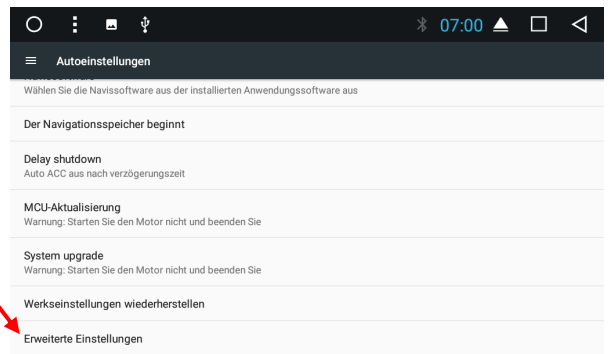 07:00
Autoeinstellungen
Wählen Sie die Navissoftware aus der installierten Anwendungssoftware aus
Der Navigationsspeicher beginnt
Delay shutdown
Auto ACC aus nach verzögerungszeit
MCU-Aktualisierung
Warnung: Starten Sie den Motor nicht und beenden Sie
System upgrade
Warnung: Starten Sie den Motor nicht und beenden Sie
Werkseinstellungen wiederherstellen
Erweiterte Einstellungen